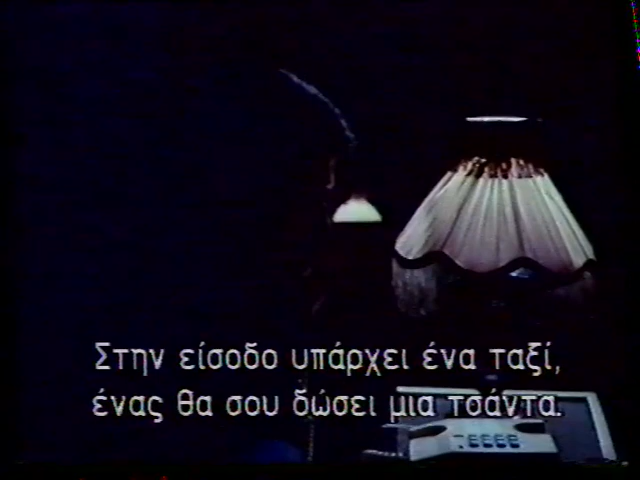 Στην είσοδο υπάρχει ένα ταξί,
ένας θα σου δώσει μια τσάντα.